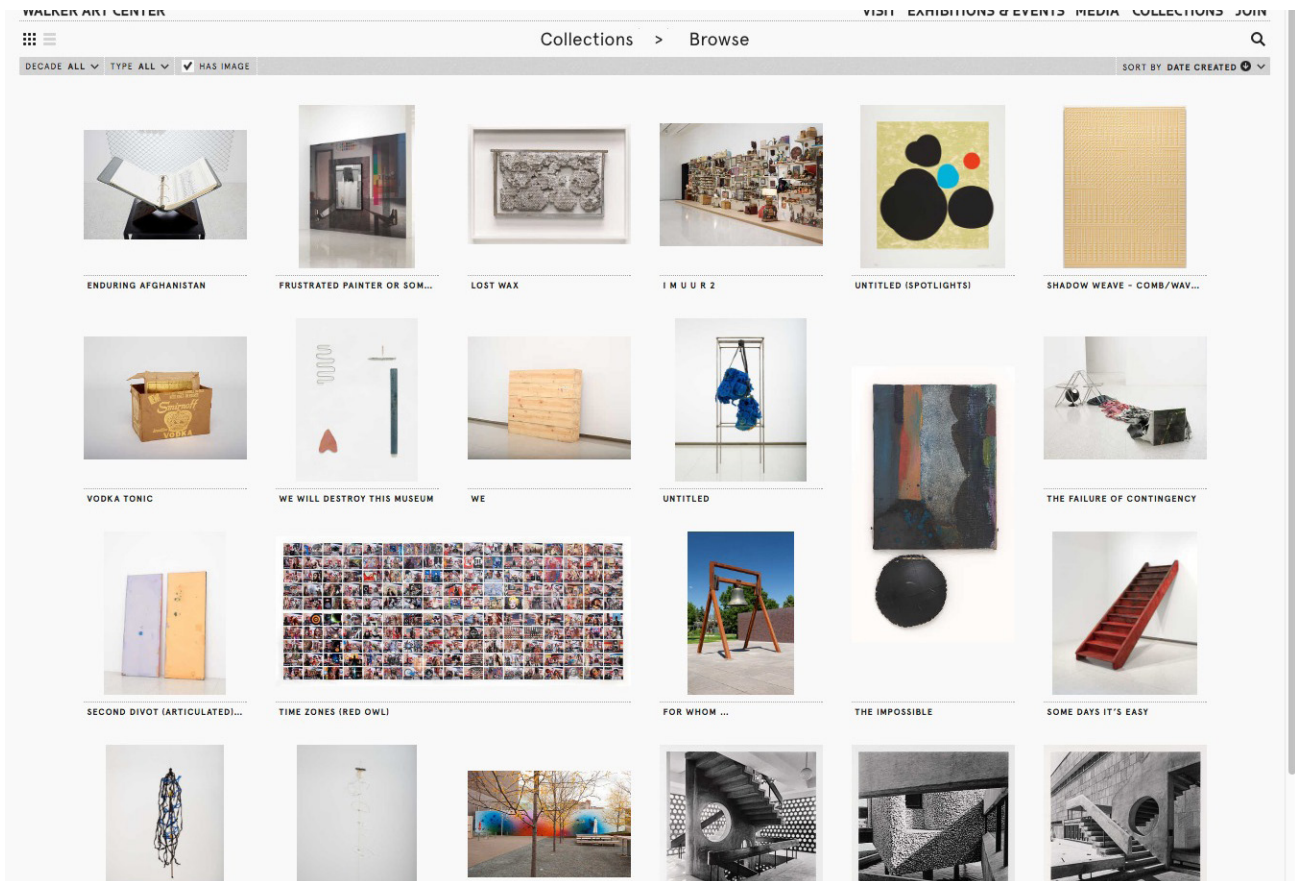 WALKER ART CENTER VISIT EXHIBITIONS & EVENTS MEDIA COLLECTIONS JOIN
Collections > Browse
DECADE ALL TYPE ALL HAS IMAGE SORT BY DATE CREATED
ENDURING AFGHANISTAN FRUSTRATED PAINTER OR SOM... LOST WAX I M U U R 2 UNTITLED (SPOTLIGHTS) SHADOW WEAVE - COMB/WAV...
Smirnoff
VODKA
VODKA TONIC WE WILL DESTROY THIS MUSEUM WE UNTITLED THE FAILURE OF CONTINGENCY
SECOND DIVOT (ARTICULATED)... TIME ZONES (RED OWL) FOR WHOM ... THE IMPOSSIBLE SOME DAYS IT'S EASY